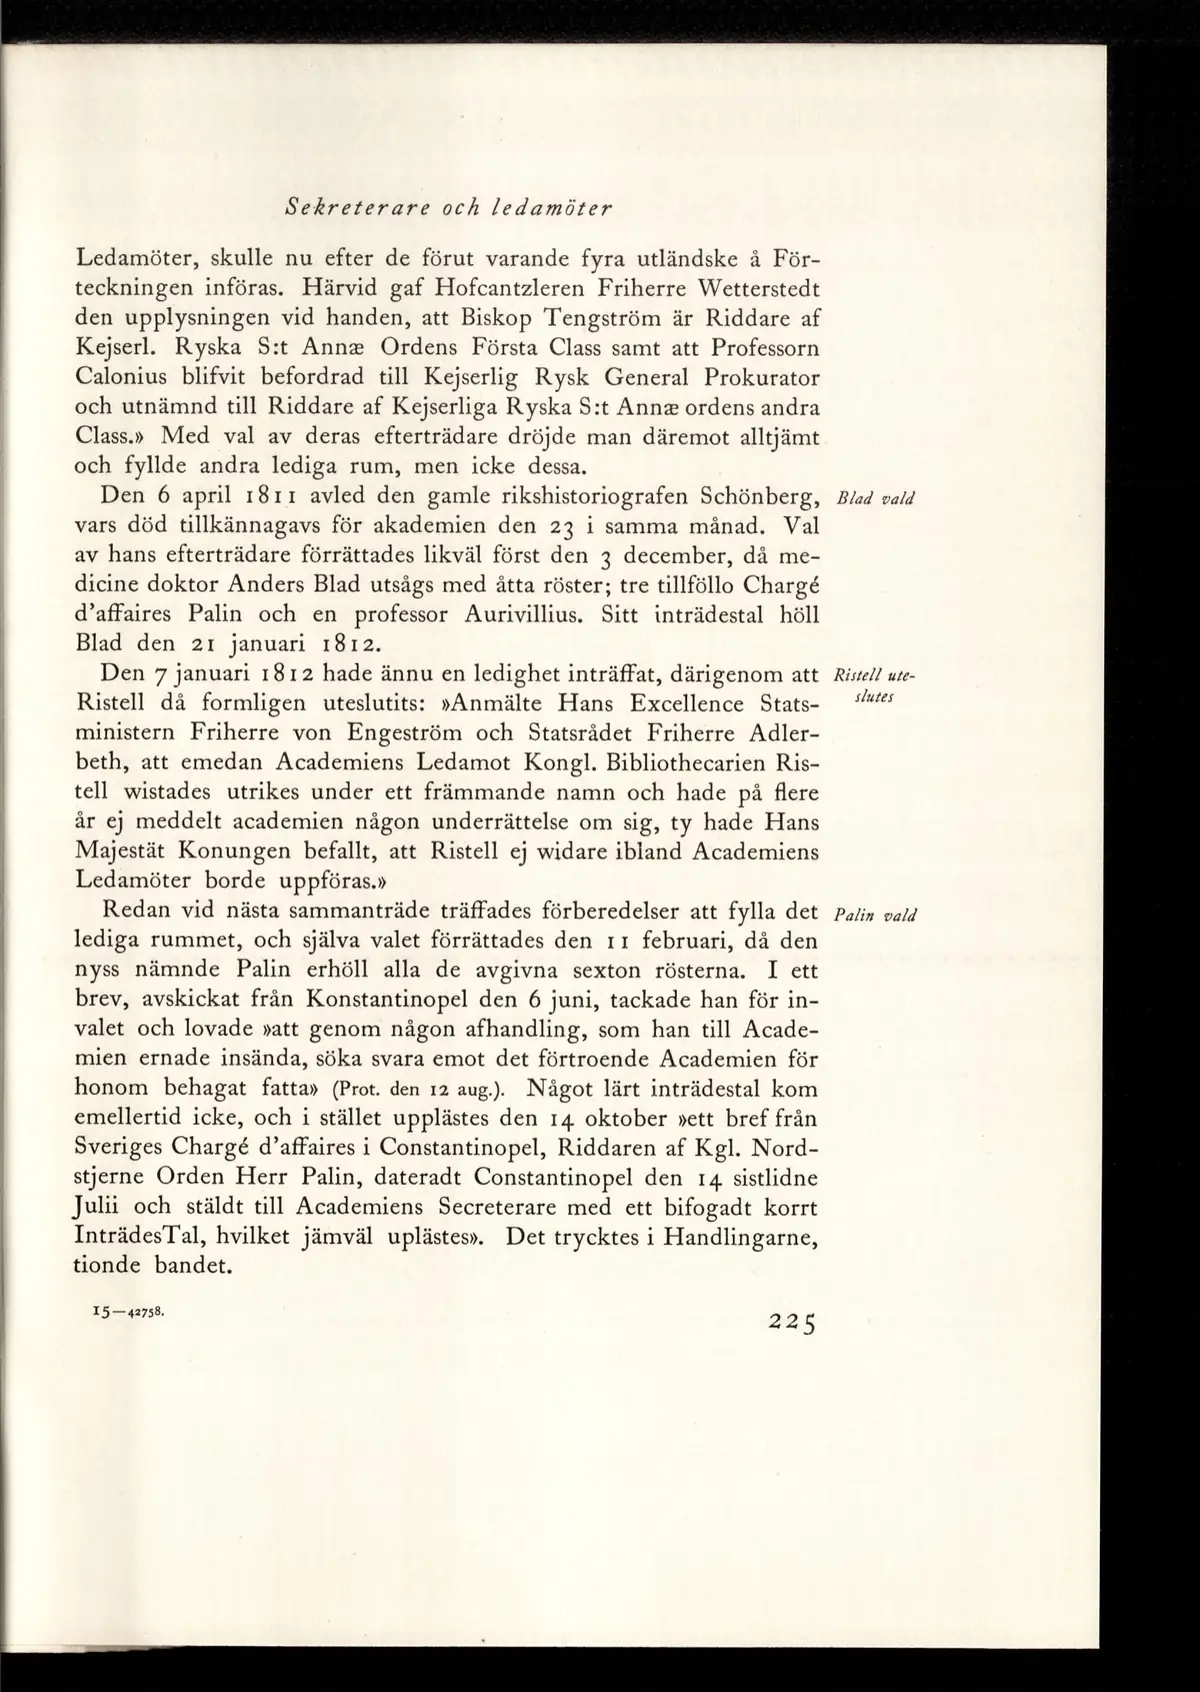 Sekreterare och ledamöter
Ledamöter, skulle nu efter de förut varande fyra utländske å För-
teckningen införas. Härvid gaf Hofcantzleren Friherre Wetterstedt
den upplysningen vid handen, att Biskop Tengström är Riddare af
Kejserl. Ryska S:t Annæ Ordens Första Class samt att Professorn
Calonius blifvit befordrad till Kejserlig Rysk General Prokurator
och utnämnd till Riddare af Kejserliga Ryska S:t Annæ ordens andra
Class.» Med val av deras efterträdare dröjde man däremot alltjämt
och fyllde andra lediga rum, men icke dessa.
Den 6 april 1811 avled den gamle rikshistoriografen Schönberg, Blad vald
vars död tillkännagavs för akademien den 23 i samma månad. Val
av hans efterträdare förrättades likväl först den 3 december, då me-
dicine doktor Anders Blad utsågs med åtta röster; tre tillföllo Chargé
d'affaires Palin och en professor Aurivillius. Sitt inträdestal höll
Blad den 21 januari 1812.
Den 7 januari 1812 hade ännu en ledighet inträffat, därigenom att Ristell ute-
Ristell då formligen uteslutits: »Anmälte Hans Excellence Stats- slutes
ministern Friherre von Engeström och Statsrådet Friherre Adler-
beth, att emedan Academiens Ledamot Kongl. Bibliothecarien Ris-
tell wistades utrikes under ett främmande namn och hade på flere
år ej meddelt academien någon underrättelse om sig, ty hade Hans
Majestät Konungen befallt, att Ristell ej widare ibland Academiens
Ledamöter borde uppföras.»
Redan vid nästa sammanträde träffades förberedelser att fylla det Palin vald
lediga rummet, och själva valet förrättades den 11 februari, då den
nyss nämnde Palin erhöll alla de avgivna sexton rösterna. I ett
brev, avskickat från Konstantinopel den 6 juni, tackade han för in-
valet och lovade »att genom någon afhandling, som han till Acade-
mien ernade insända, söka svara emot det förtroende Academien för
honom behagat fatta» (Prot. den 12 aug.). Något lärt inträdestal kom
emellertid icke, och i stället upplästes den 14 oktober »ett bref från
Sveriges Chargé d'affaires i Constantinopel, Riddaren af Kgl. Nord-
stjerne Orden Herr Palin, dateradt Constantinopel den 14 sistlidne
Julii och stäldt till Academiens Secreterare med ett bifogadt korrt
InträdesTal, hvilket jämväl uplästes». Det trycktes i Handlingarne,
tionde bandet.
15—42758.
225